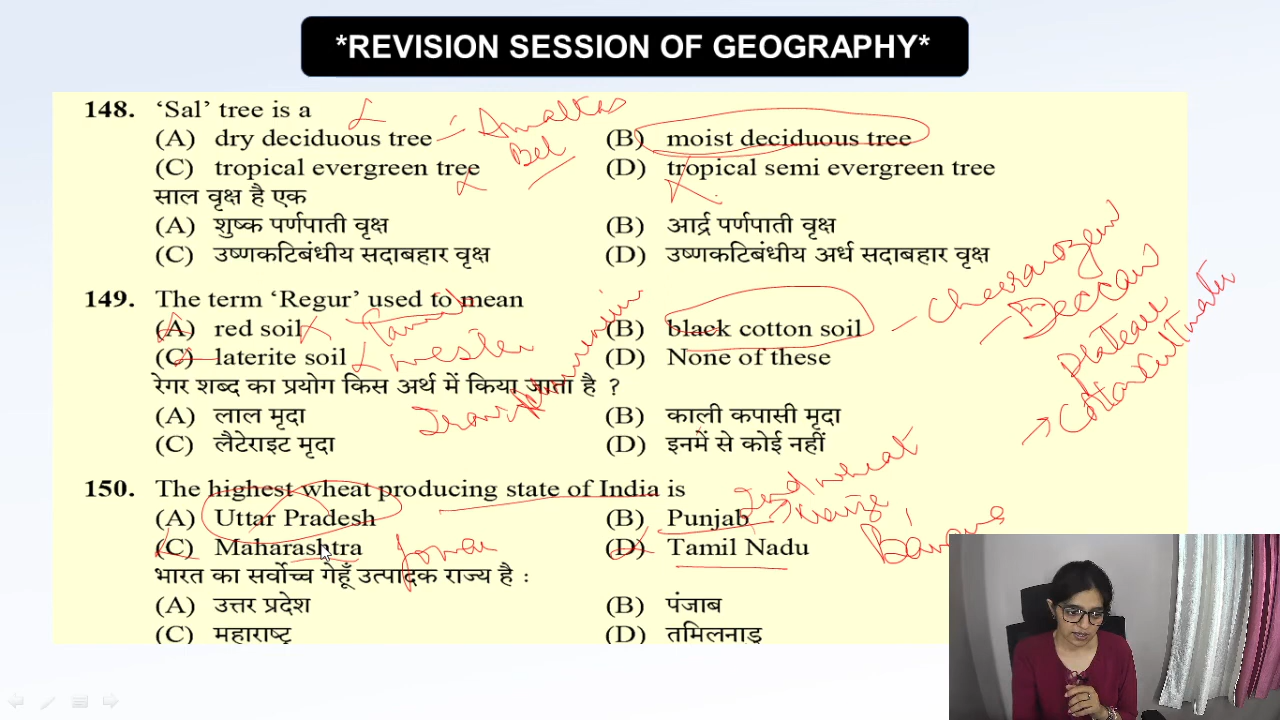 *REVISION SESSION OF GEOGRAPHY*
148. ‘Sal’ tree is a
(A) dry deciduous tree – Amaltas (B) moist deciduous tree
Bel
(C) tropical evergreen tree (D) tropical semi evergreen tree
साल वृक्ष है एक
(A) शुष्क पर्णपाती वृक्ष (B) आर्द्र पर्णपाती वृक्ष
(C) उष्णकटिबंधीय सदाबहार वृक्ष (D) उष्णकटिबंधीय अर्ध सदाबहार वृक्ष
149. The term ‘Regur’ used to mean
(A) red soil (B) black cotton soil
Deccan
plateau
(C) laterite soil (D) None of these
रेगर शब्द का प्रयोग किस अर्थ में किया जाता है ?
(A) लाल मृदा (B) काली कपासी मृदा
(C) लैटेराइट मृदा (D) इनमें से कोई नहीं
150. The highest wheat producing state of India is
2nd wheat
(A) Uttar Pradesh (B) Punjab
(C) Maharashtra (D) Tamil Nadu
भारत का सर्वोच्च गेहूँ उत्पादक राज्य है :
(A) उत्तर प्रदेश (B) पंजाब
(C) महाराष्ट्र (D) तमिलनाडु